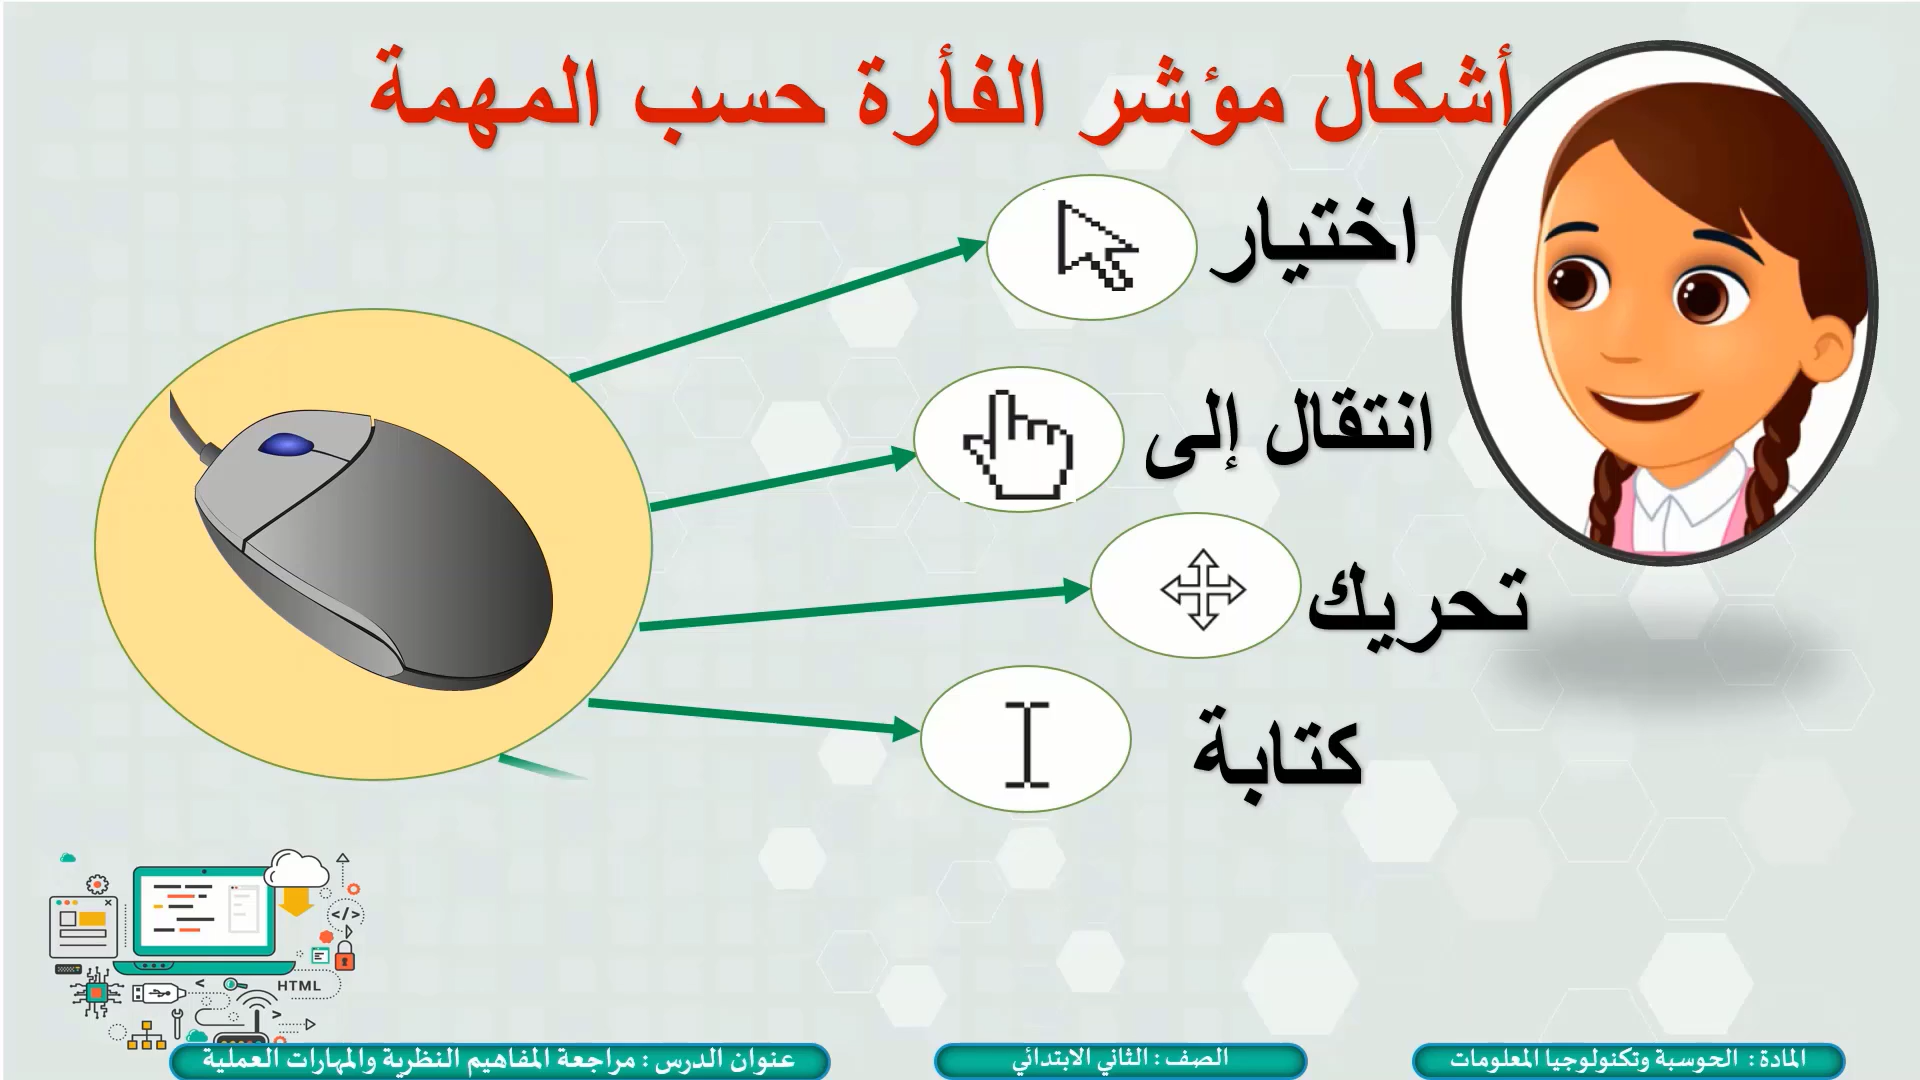 أشكال مؤشر الفأرة حسب المهمة
اختيار
انتقال إلى
تحريك
كتابة
</>
HTML
المادة : الحوسبة وتكنولوجيا المعلومات
الصف : الثاني الابتدائي
عنوان الدرس : مراجعة المفاهيم النظرية والمهارات العملية